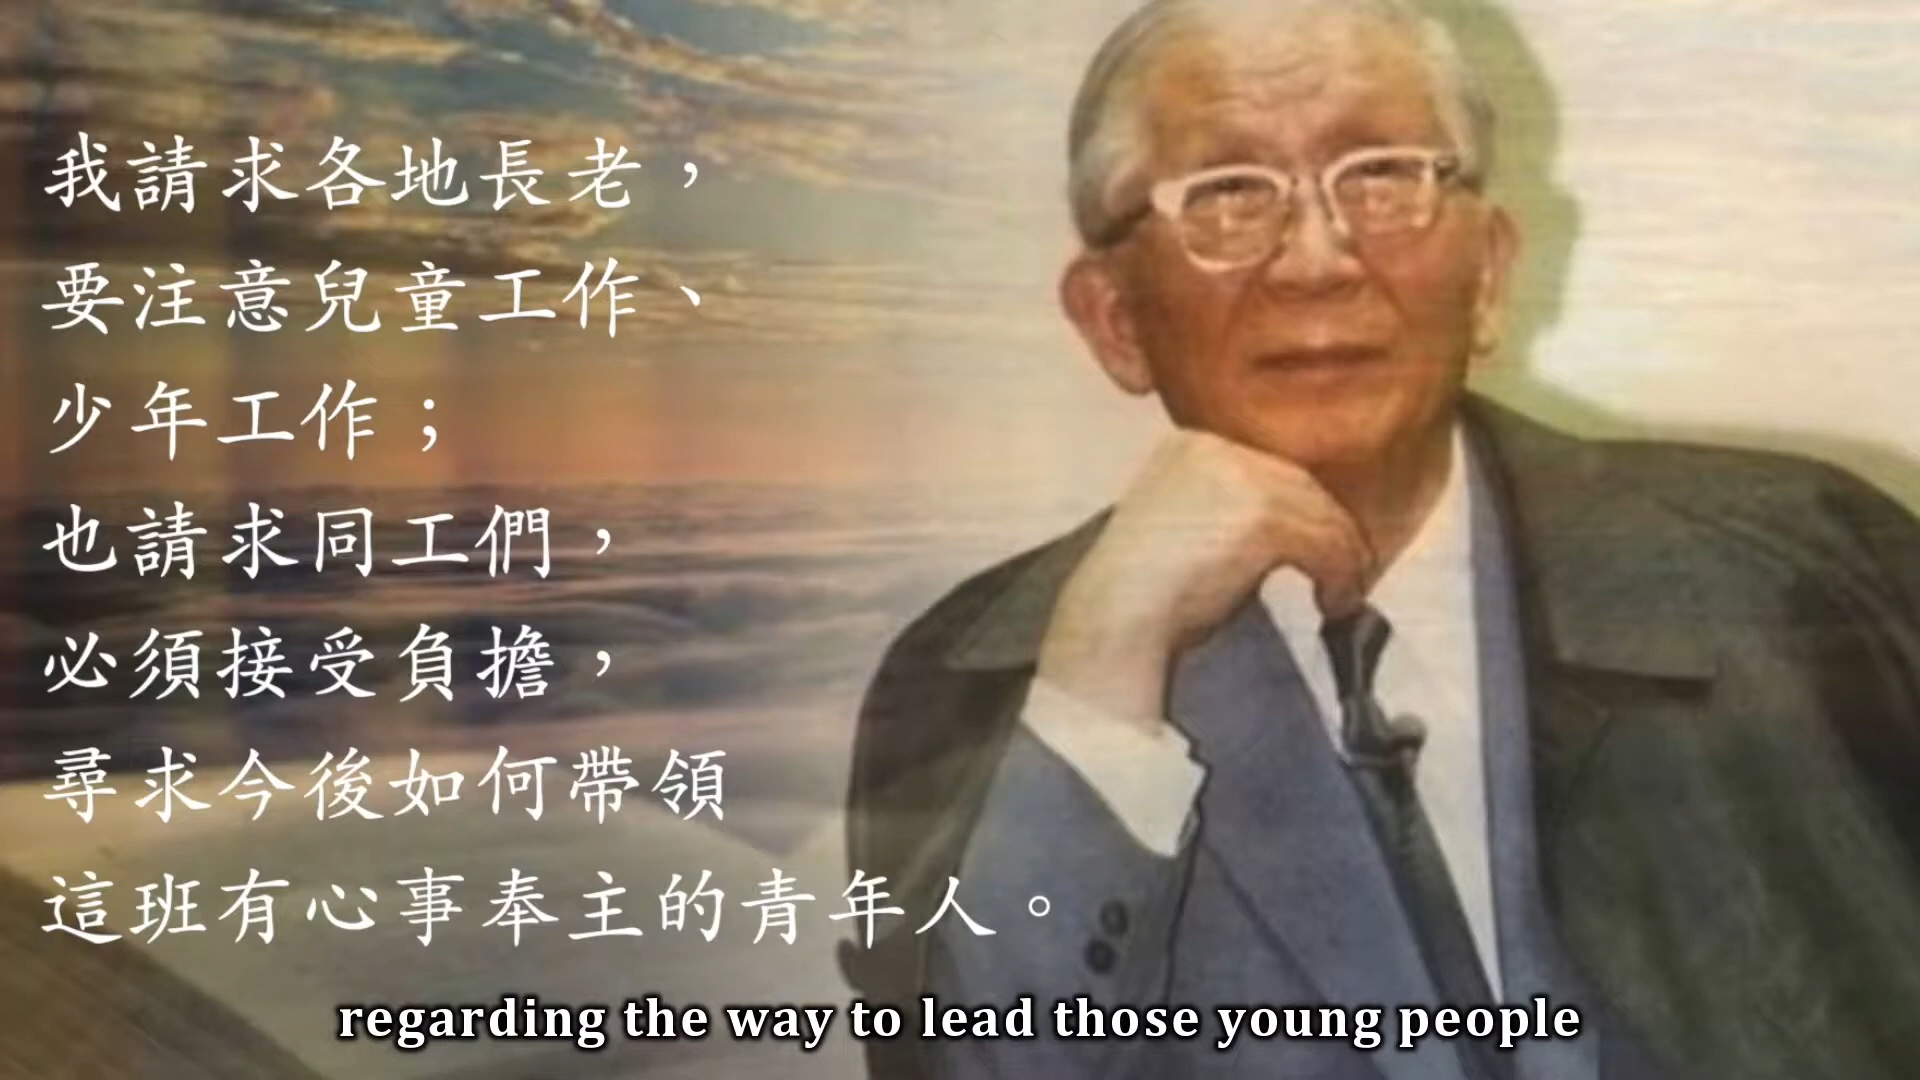 我請求各地長老，
要注意兒童工作、
少年工作；
也請求同工們，
必須接受負擔，
尋求今後如何帶領
這班有心事奉主的青年人。
regarding the way to lead those young people